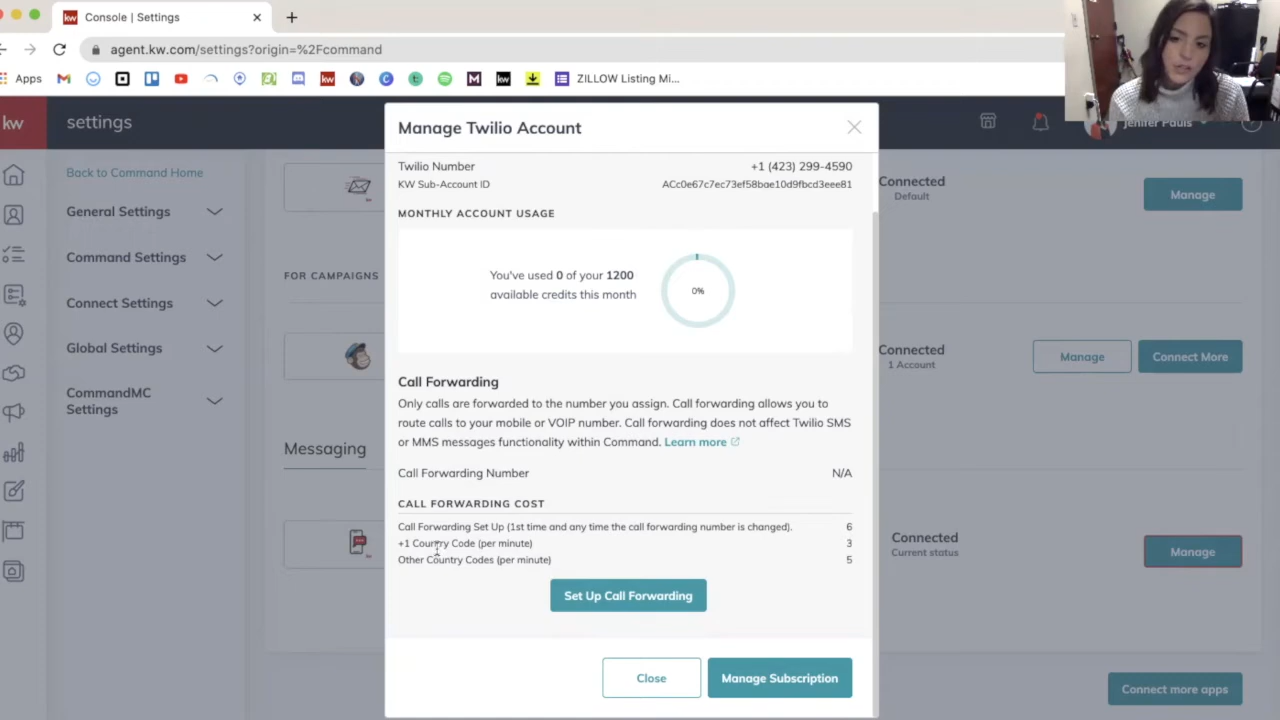 kw
Console | Settings
agent.kw.com/settings?origin=%2Fcommand
Apps
kw
kw
ZILLOW Listing Mi...
kw
settings
Jenifer Pauls
Back to Command Home
General Settings
Command Settings
Connect Settings
Global Settings
CommandMC
Settings
FOR CAMPAIGNS
Messaging
Manage Twilio Account
Twilio Number +1 (423) 299-4590
KW Sub-Account ID ACc0e67c7ec73ef58bae10d9fbcd3eee81
MONTHLY ACCOUNT USAGE
You've used 0 of your 1200
available credits this month
0%
Call Forwarding
Only calls are forwarded to the number you assign. Call forwarding allows you to
route calls to your mobile or VOIP number. Call forwarding does not affect Twilio SMS
or MMS messages functionality within Command. Learn more
Call Forwarding Number N/A
CALL FORWARDING COST
Call Forwarding Set Up (1st time and any time the call forwarding number is changed). 6
+1 Country Code (per minute) 3
Other Country Codes (per minute) 5
Set Up Call Forwarding
Close
Manage Subscription
Connected
Default
Manage
Connected
1 Account
Manage
Connect More
Connected
Current status
Manage
Connect more apps